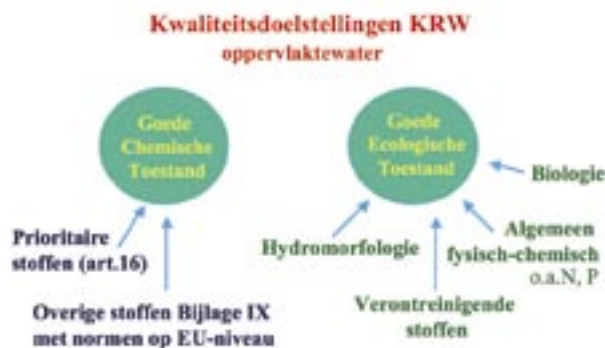 Kwaliteitsdoelstellingen KRW
oppervlaktewater
Goede
Chemische
Toestand
Goede
Ecologische
Toestand
Biologie
Prioritaire
stoffen (art.16)
Hydromorfologie
Algemeen
fysisch-chemisch
o.a.N, P
Overige stoffen Bijlage IX
met normen op EU-niveau
Verontreinigende
stoffen